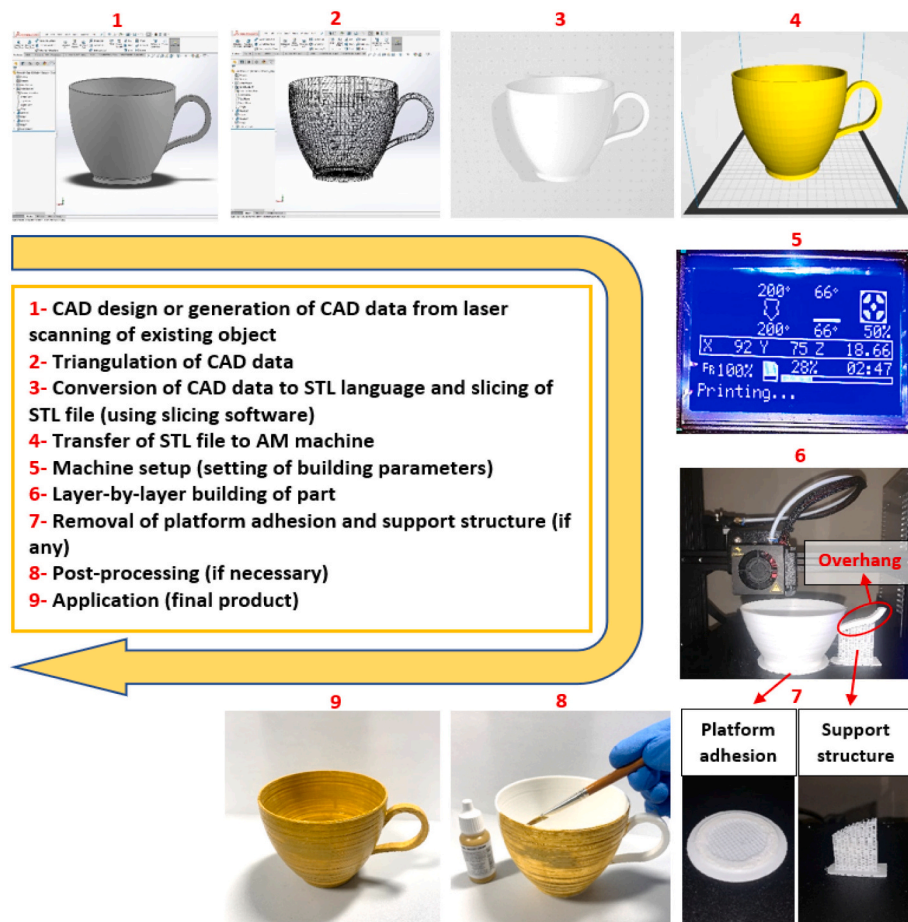 1
2
3
4
5
1- CAD design or generation of CAD data from laser
scanning of existing object
2- Triangulation of CAD data
3- Conversion of CAD data to STL language and slicing of
STL file (using slicing software)
4- Transfer of STL file to AM machine
5- Machine setup (setting of building parameters)
6- Layer-by-layer building of part
7- Removal of platform adhesion and support structure (if
any)
8- Post-processing (if necessary)
9- Application (final product)
200° 66°
200° 66° 50%
X 92 Y 75 Z 18.66
FR100% 28% 02:47
Printing...
6
Overhang
7
Platform
adhesion
Support
structure
9
8